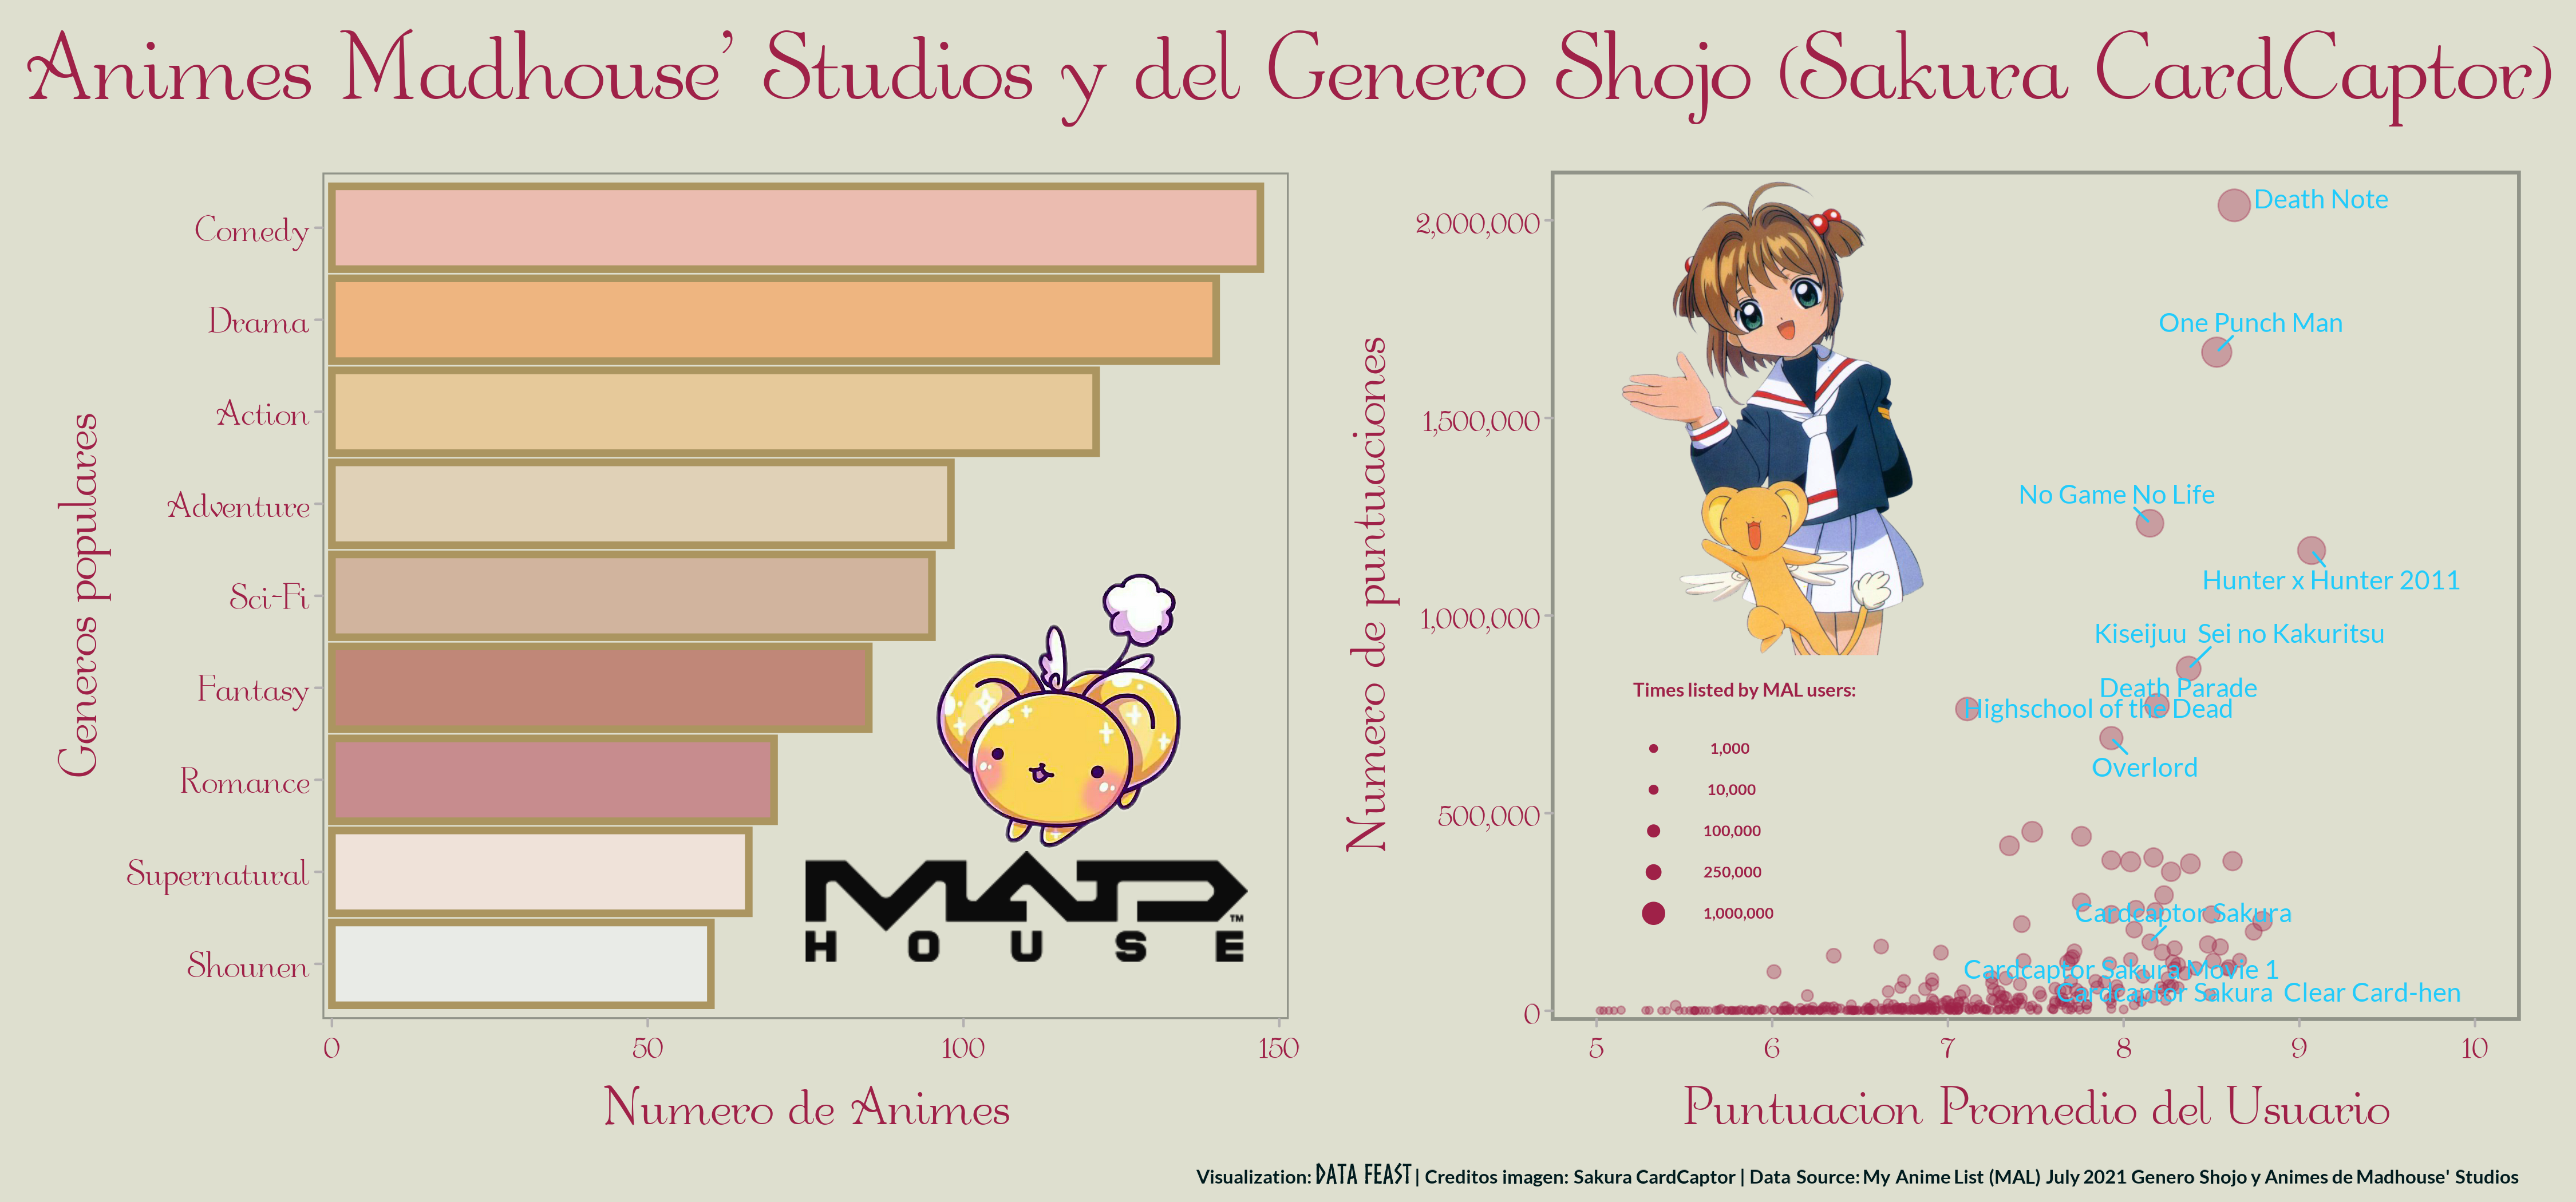 Animes Madhouse' Studios y del Genero Shojo (Sakura CardCaptor)
Generos populares
Comedy
Drama
Action
Adventure
Sci-Fi
Fantasy
Romance
Supernatural
Shounen
0
50
100
150
Numero de Animes
MAD
TM
HOUSE
Numero de puntuaciones
2,000,000
1,500,000
1,000,000
500,000
0
Death Note
One Punch Man
No Game No Life
Hunter x Hunter 2011
Kiseijuu  Sei no Kakuritsu
Death Parade
Highschool of the Dead
Overlord
Cardcaptor Sakura
Cardcaptor Sakura Movie 1
Cardcaptor Sakura  Clear Card-hen
Times listed by MAL users:
1,000
10,000
100,000
250,000
1,000,000
5
6
7
8
9
10
Puntuacion Promedio del Usuario
Visualization: DATA FEAST | Creditos imagen: Sakura CardCaptor | Data Source: My Anime List (MAL) July 2021 Genero Shojo y Animes de Madhouse' Studios